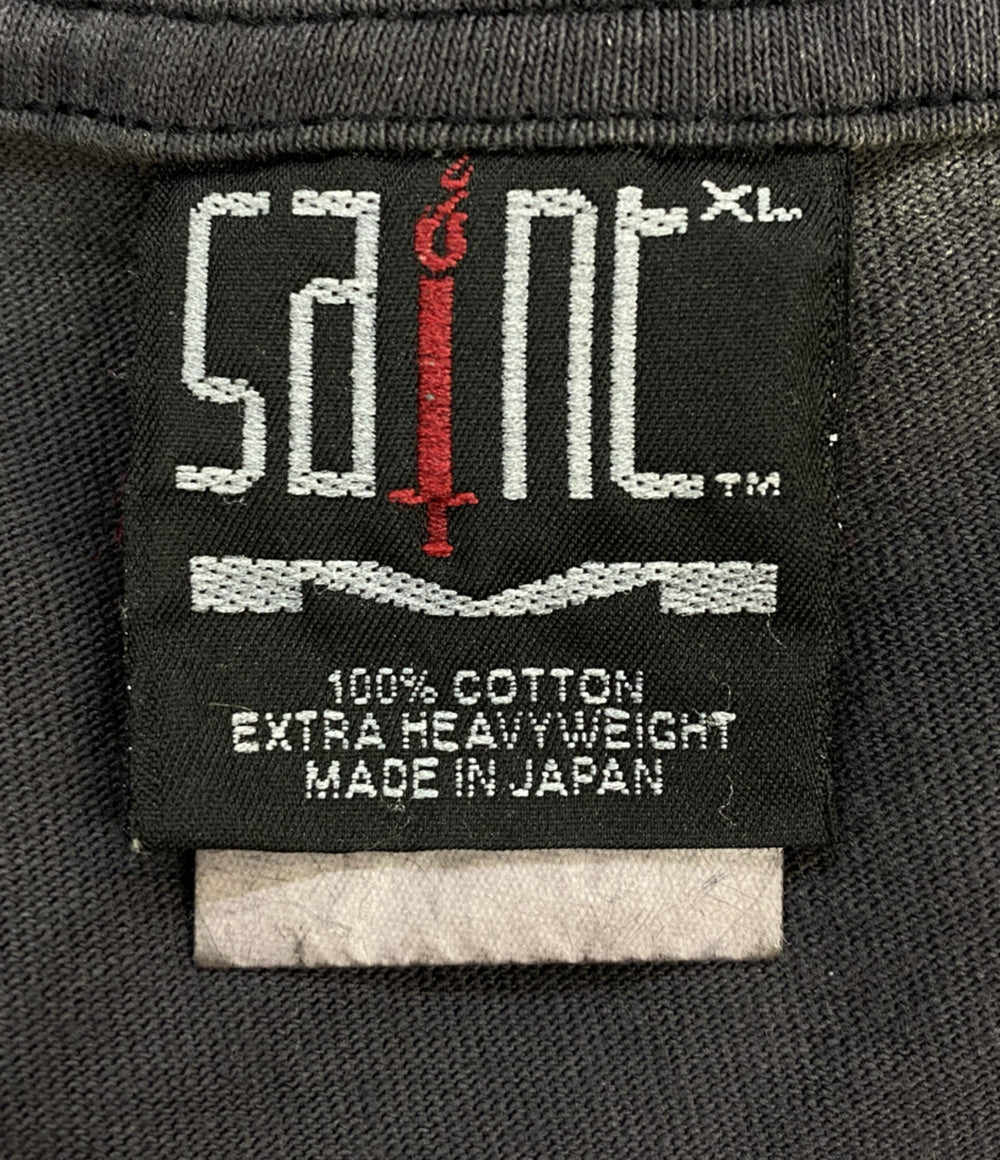 SaINt XL
TM
100% COTTON
EXTRA HEAVYWEIGHT
MADE IN JAPAN